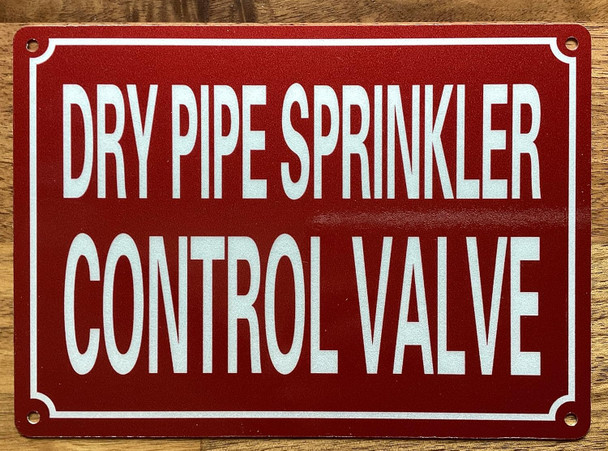 DRY PIPE SPRINKLER
CONTROL VALVE